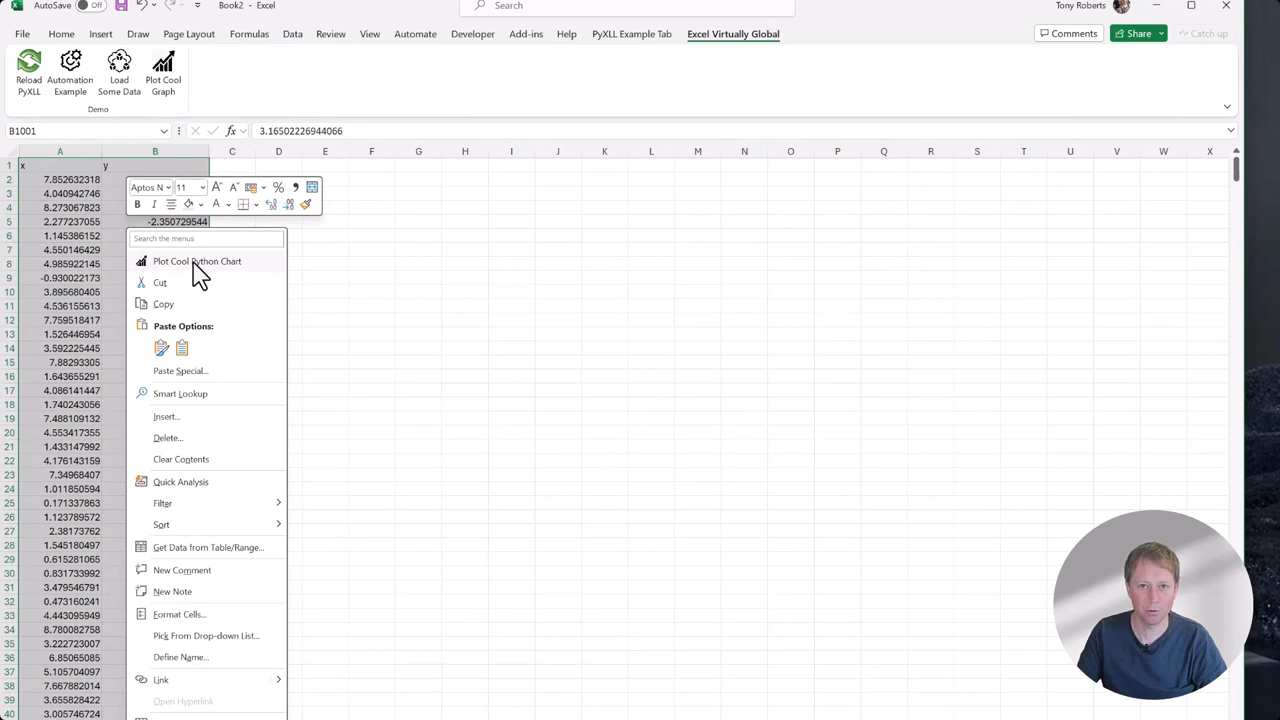 AutoSave Off Book2 - Excel Search Tony Roberts
File Home Insert Draw Page Layout Formulas Data Review View Automate Developer Add-ins Help PyXLL Example Tab Excel Virtually Global Comments Share Catch up
Reload PyXLL
Automation Example
Load Some Data
Plot Cool Graph
Demo
B1001 fx 3.16502226944066
A B C D E F G H I J K L M N O P Q R S T U V W X
1 x y
2 7.852632318
3 4.040942746
4 8.273067823
5 2.277237055 -2.350729544
6 1.145386152
7 4.550146429
8 4.985922145
9 -0.930022173
10 3.895680405
11 4.536155613
12 7.759518417
13 1.526446954
14 3.592225445
15 7.88293305
16 1.643655291
17 4.086141447
18 1.740243056
19 7.488109132
20 4.553417355
21 1.433147992
22 4.176143159
23 7.34968407
24 1.011850594
25 0.171337863
26 1.123789572
27 2.38173762
28 1.545180497
29 0.615281065
30 0.831733992
31 3.479546791
32 0.473160241
33 4.443095949
34 8.780082758
35 3.222723007
36 6.85065085
37 5.105704097
38 7.667882014
39 3.655828422
40 3.005746724
Aptos N 11 A A %
B I A
Search the menus
Plot Cool Python Chart
Cut
Copy
Paste Options:
Paste Special...
Smart Lookup
Insert...
Delete...
Clear Contents
Quick Analysis
Filter
Sort
Get Data from Table/Range...
New Comment
New Note
Format Cells...
Pick From Drop-down List...
Define Name...
Link
Open Hyperlink